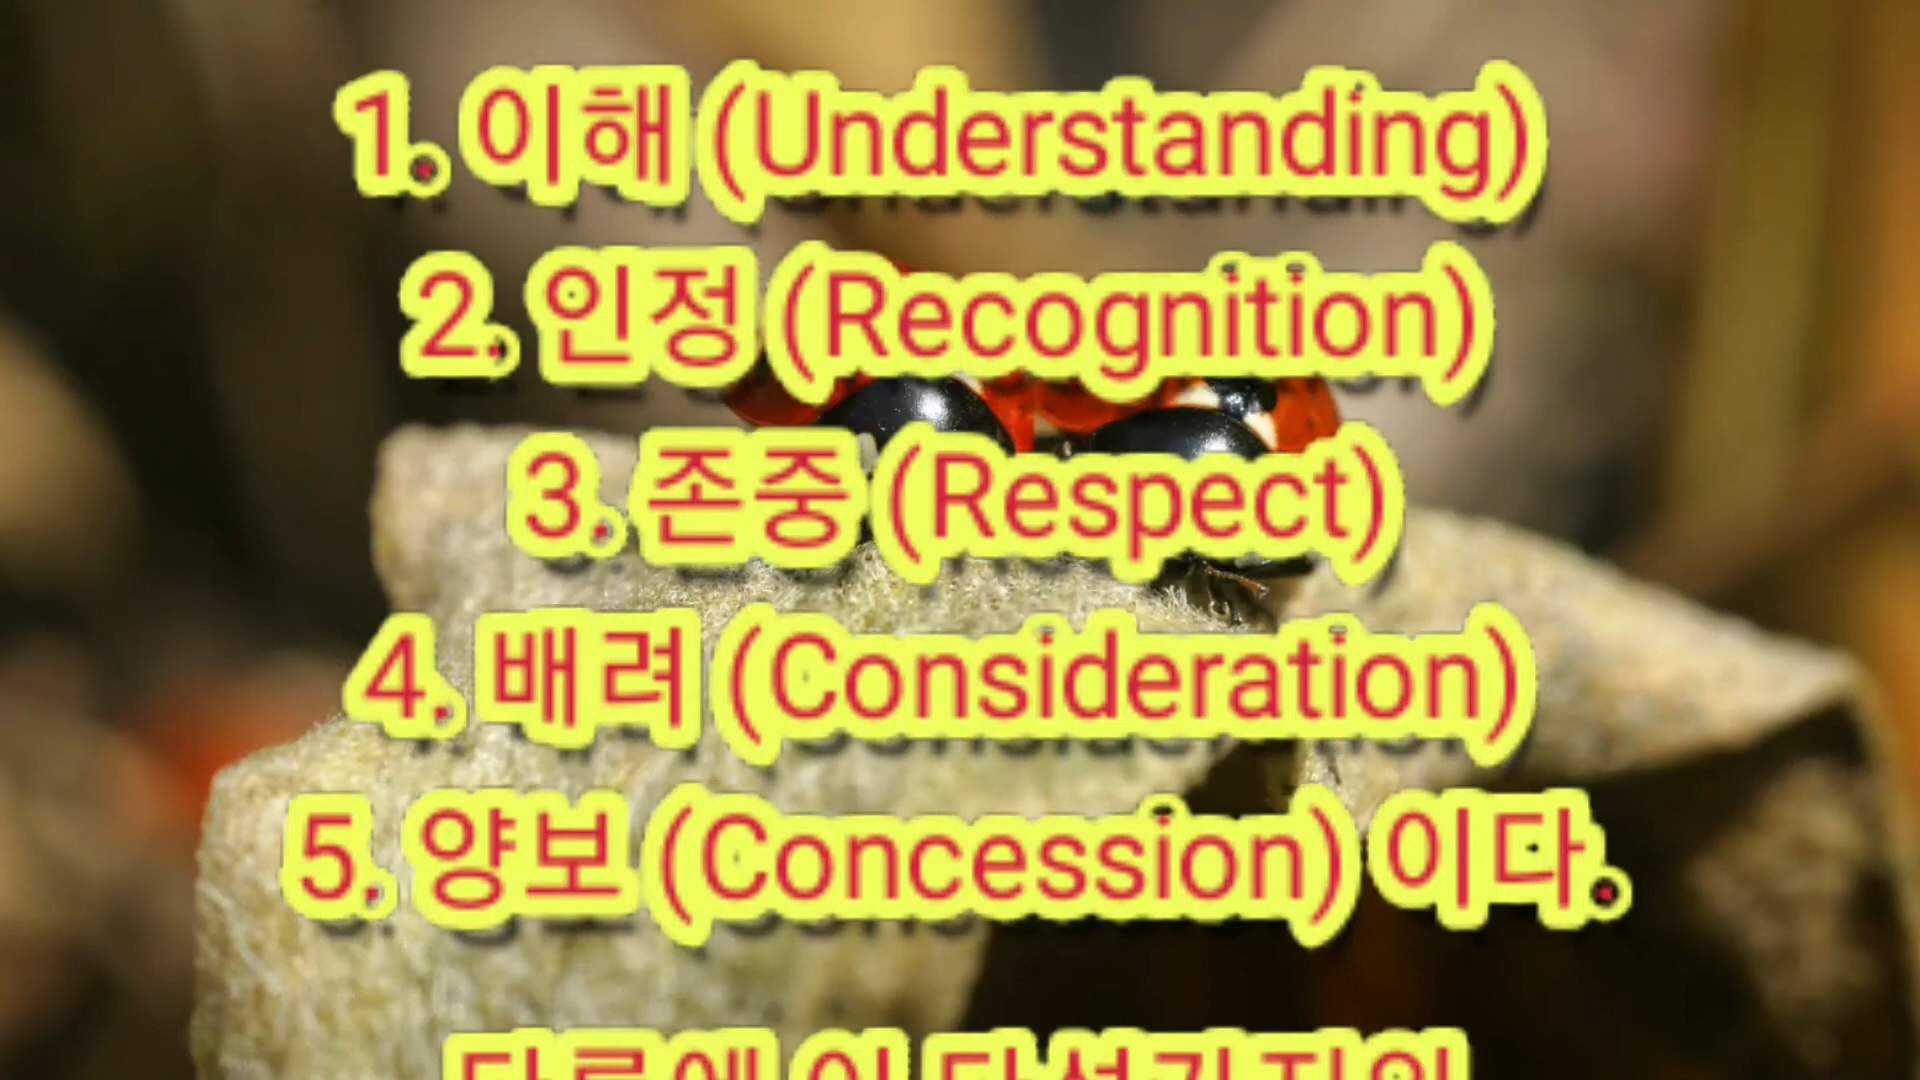 1. 이해 (Understanding)
2. 인정 (Recognition)
3. 존중 (Respect)
4. 배려 (Consideration)
5. 양보 (Concession) 이다.